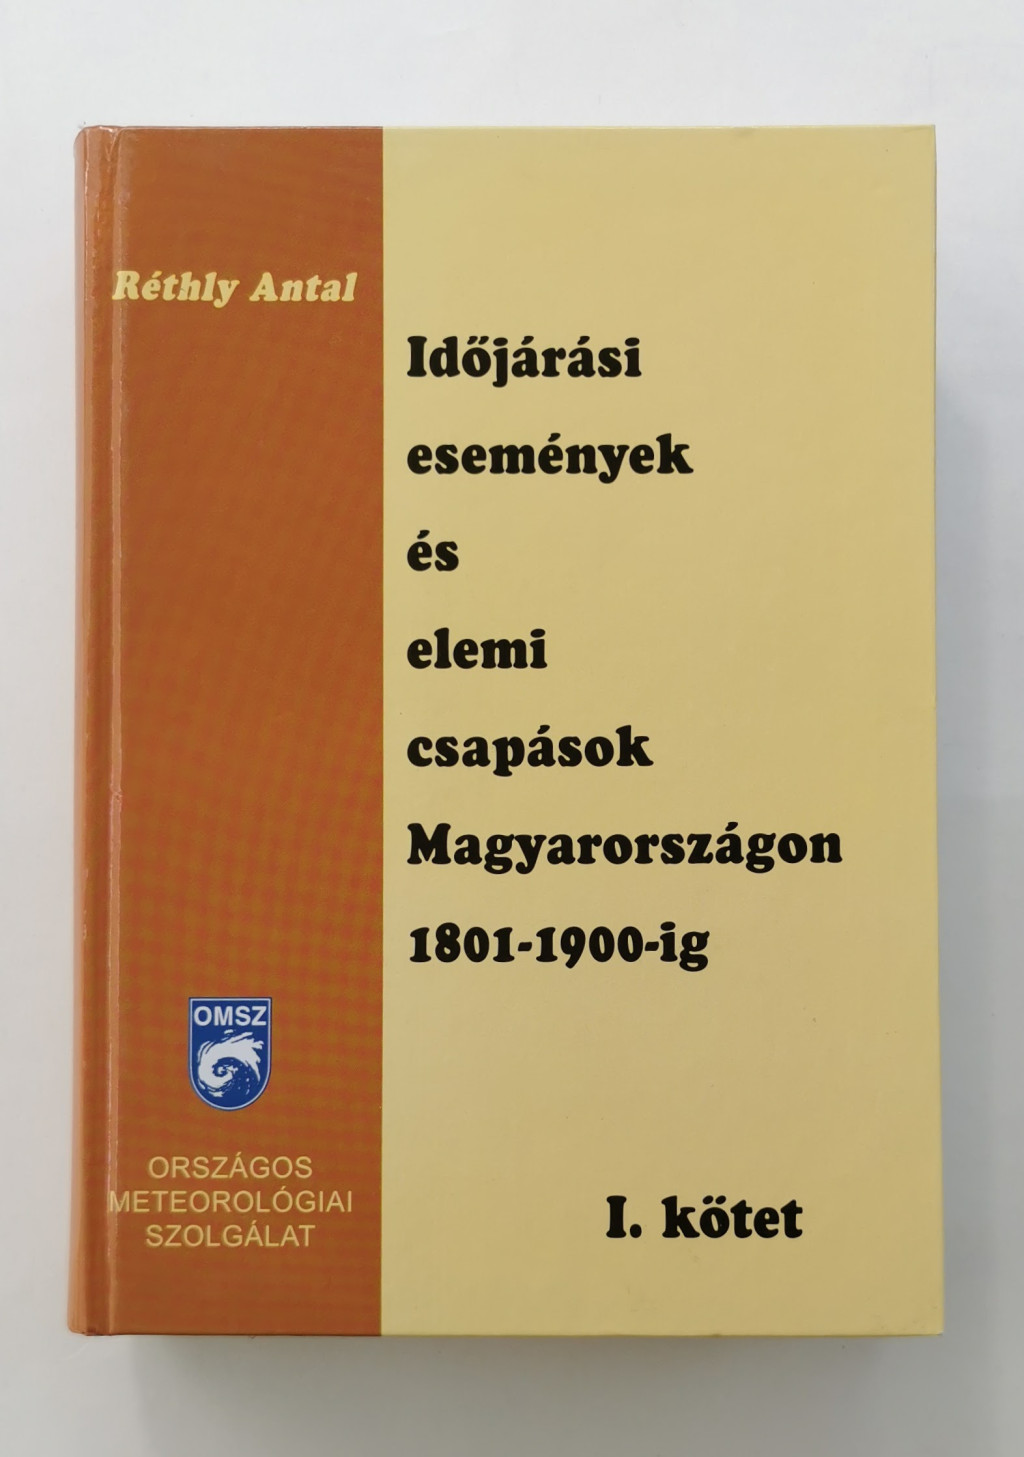 Réthly Antal
Időjárási
események
és
elemi
csapások
Magyarországon
1801-1900-ig
OMSZ
ORSZÁGOS
METEOROLÓGIAI
SZOLGÁLAT
I. kötet